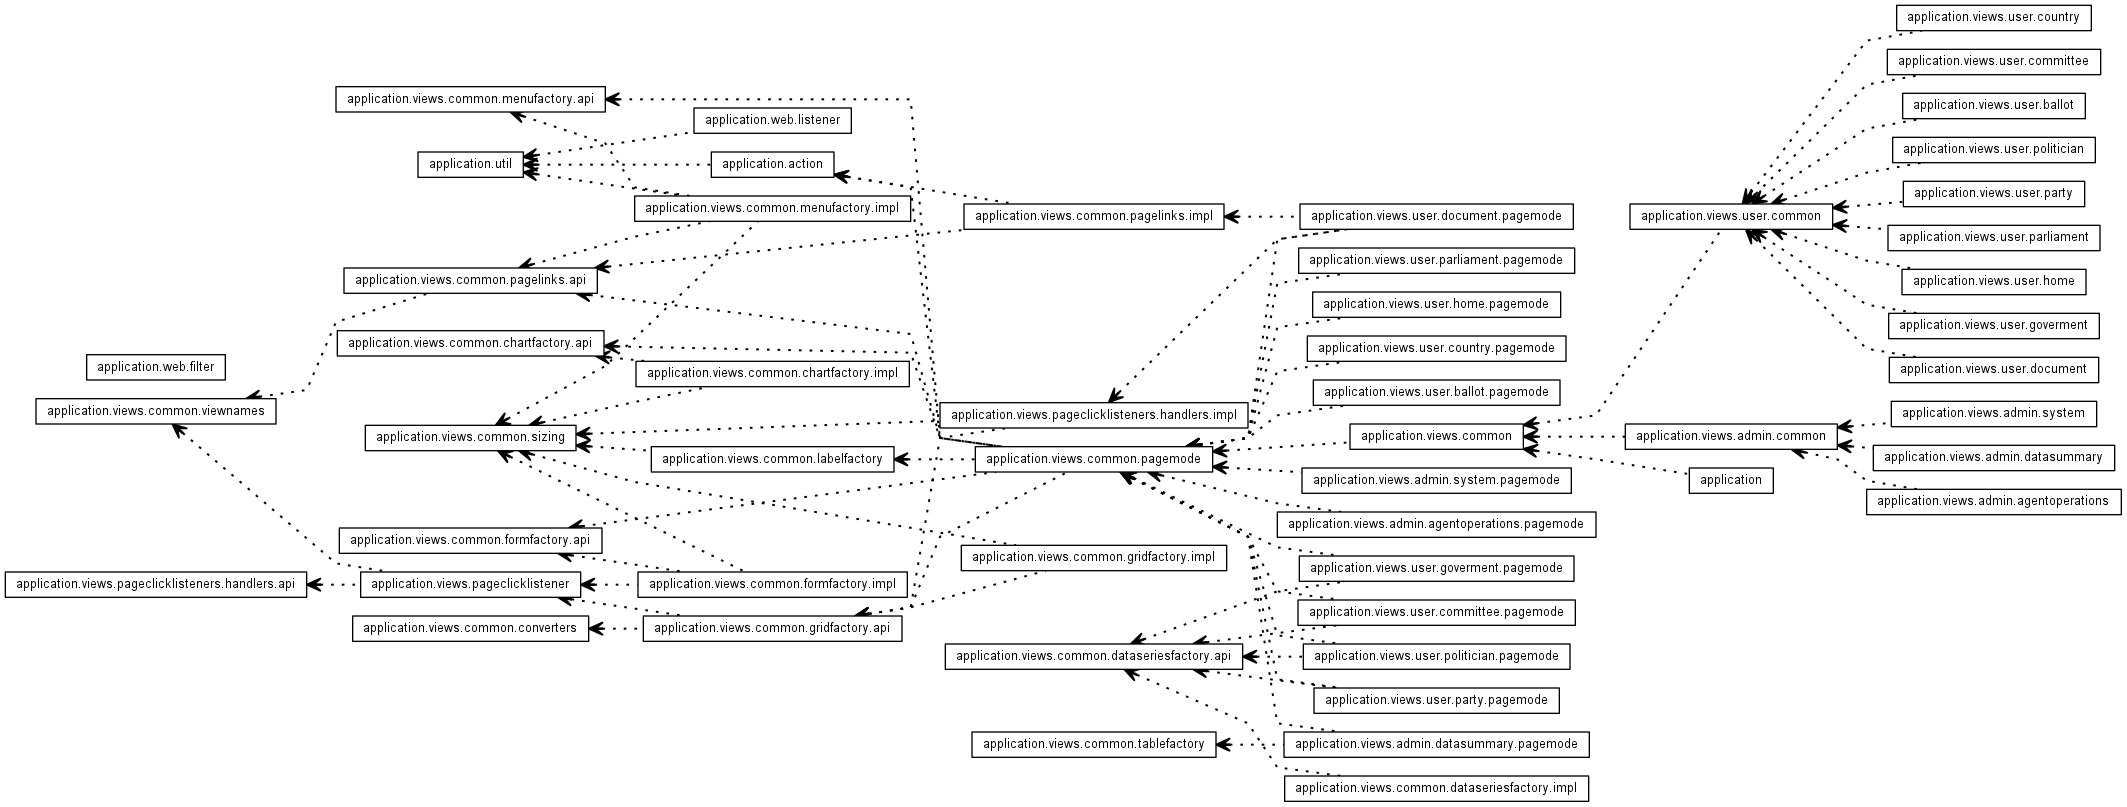 application.views.user.country
application.views.user.committee
application.views.common.menufactory.api
application.views.user.ballot
application.web.listener
application.views.user.politician
application.util
application.action
application.views.user.party
application.views.common.menufactory.impl
application.views.common.pagelinks.impl
application.views.user.document.pagemode
application.views.user.common
application.views.user.parliament
application.views.user.parliament.pagemode
application.views.common.pagelinks.api
application.views.user.home
application.views.user.home.pagemode
application.views.user.goverment
application.views.common.chartfactory.api
application.views.user.country.pagemode
application.web.filter
application.views.user.document
application.views.common.chartfactory.impl
application.views.user.ballot.pagemode
application.views.common.viewnames
application.views.pageclicklisteners.handlers.impl
application.views.admin.system
application.views.common.sizing
application.views.common
application.views.admin.common
application.views.common.labelfactory
application.views.common.pagemode
application.views.admin.datasummary
application.views.admin.system.pagemode
application
application.views.admin.agentoperations
application.views.admin.agentoperations.pagemode
application.views.common.formfactory.api
application.views.common.gridfactory.impl
application.views.user.goverment.pagemode
application.views.pageclicklisteners.handlers.api
application.views.pageclicklistener
application.views.common.formfactory.impl
application.views.user.committee.pagemode
application.views.common.converters
application.views.common.gridfactory.api
application.views.common.dataseriesfactory.api
application.views.user.politician.pagemode
application.views.user.party.pagemode
application.views.common.tablefactory
application.views.admin.datasummary.pagemode
application.views.common.dataseriesfactory.impl